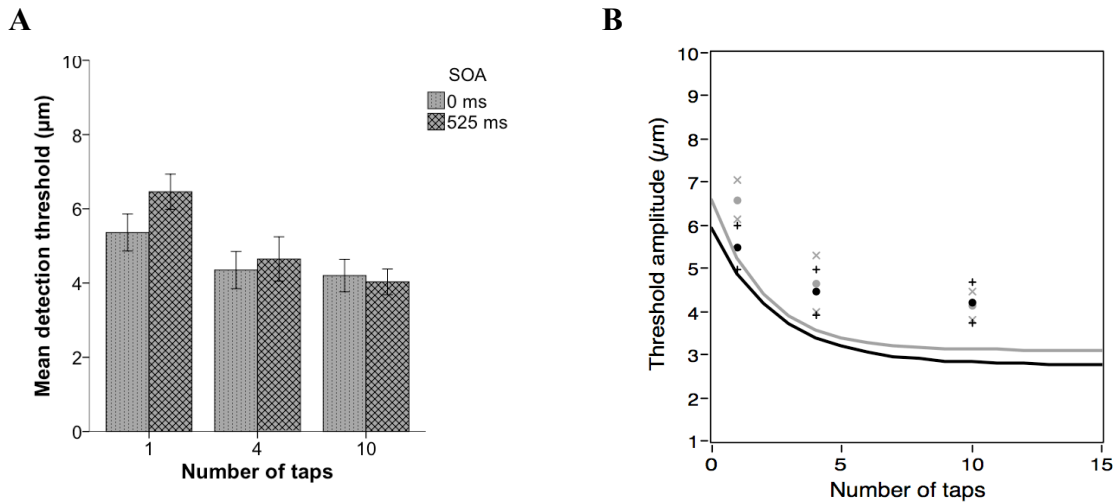 A
Mean detection threshold (µm)
10
8
6
4
2
0
1
4
10
Number of taps
SOA
0 ms
525 ms
B
Threshold amplitude (µm)
10
9
8
7
6
5
4
3
2
1
0
5
10
15
Number of taps